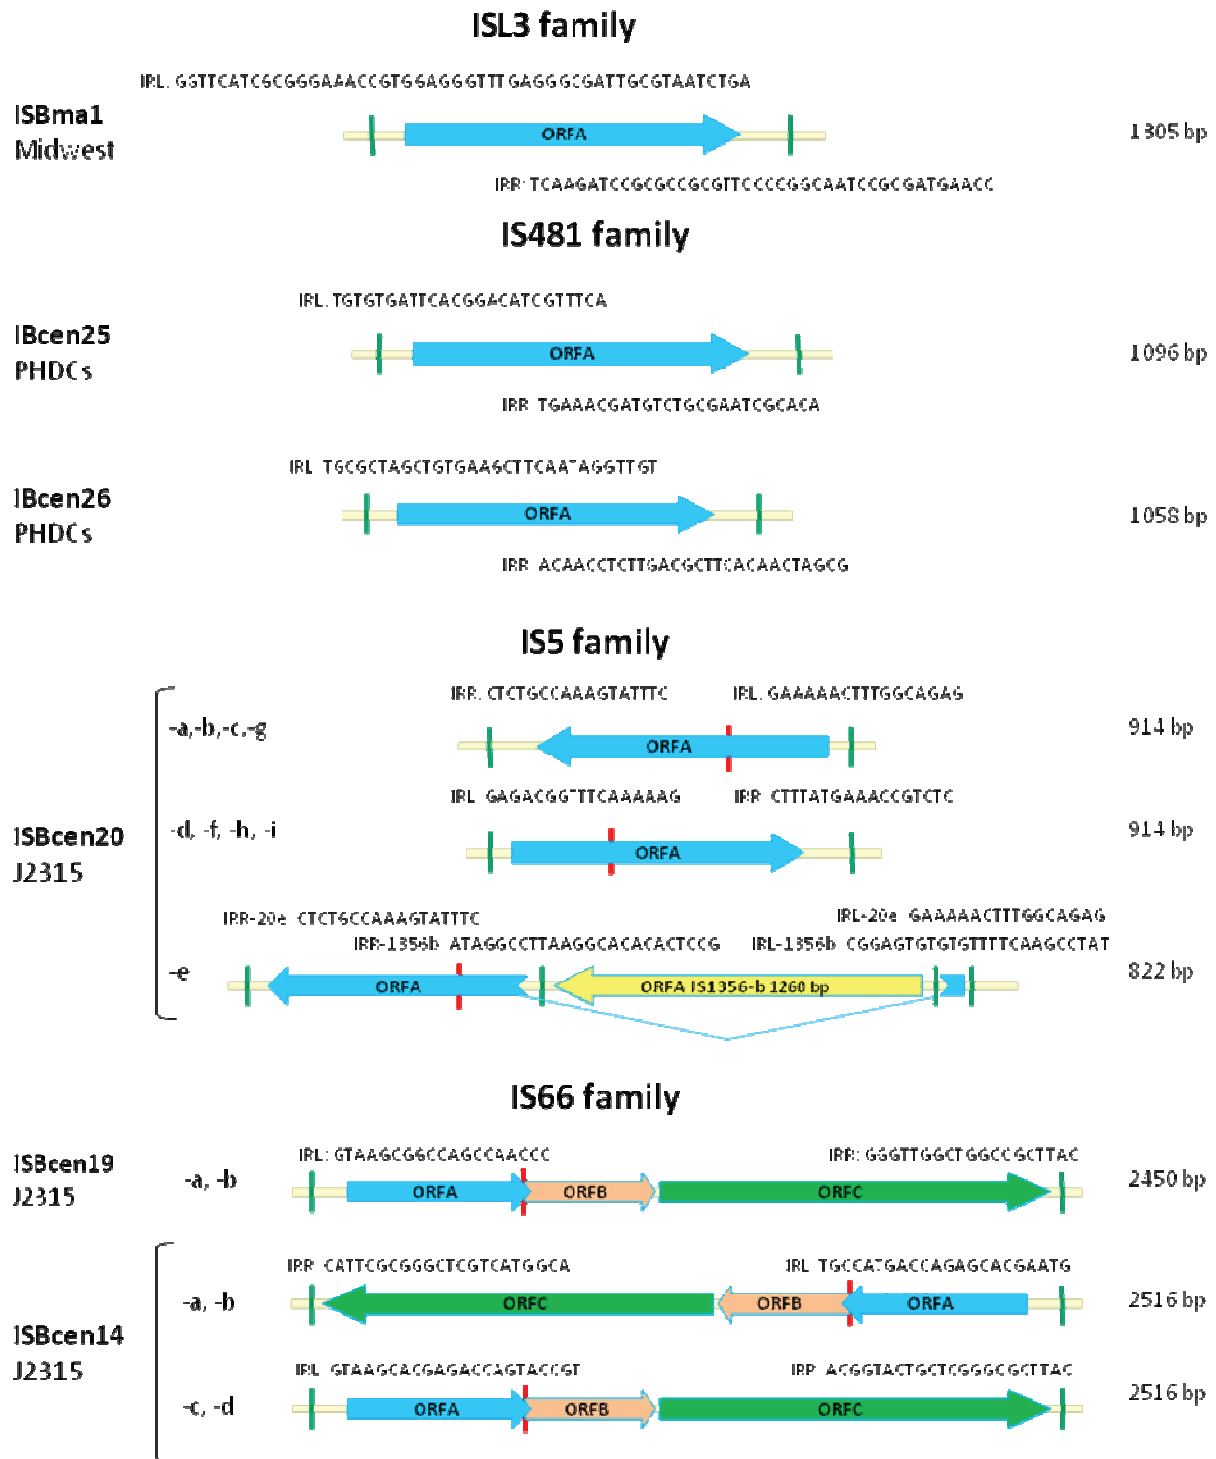 ISL3 family
IRL: GGTTCATCGCGGGAAACCGTGGAGGGTTTGAGGGCGATTGCGTAATCTGA
ISBma1
Midwest
ORFA
1305 bp
IRR: TCAAGATCCGCGCCGCGTTCCCCGGCAATCCGCGATGAACC
IS481 family
IRL: TGTGTGATTCACGGACATCGTTTCA
IBcen25
PHDCs
ORFA
1096 bp
IRR TGAAACGATGTCTGCGAATCGCACA
IRL TGCGCTAGCTGTGAAGCTTCAATAGGTTGT
IBcen26
PHDCs
ORFA
1058 bp
IRR ACAACCTCTTGACGCTTCACAACTAGCG
IS5 family
IRR: CTCTGCCAAAGTATTTC IRL: GAAAAACTTTGGCAGAG
-a,-b,-c,-g
ORFA
914 bp
IRL GAGACGGTTTCAAAAAG IRR CTTTATGAAACCGTCTC
ISBcen20
J2315
-d, -f, -h, -i
ORFA
914 bp
IRR-20e CTCTGCCAAAGTATTTC IRL-20e GAAAAACTTTGGCAGAG
IRR-1356b ATAGGCCTTAAGGCACACACTCCG IRL-1356b CGGAGTGTGTGTTTTCAAGCCTAT
-e
ORFA
ORFA IS1356-b 1260 bp
822 bp
IS66 family
IRL: GTAAGCGGCCAGCCAACCC IRR: GGGTTGGCTGGCCGCTTAC
ISBcen19
J2315
-a, -b
ORFA ORFB ORFC
2450 bp
IRR CATTCGCGGGCTCGTCATGGCA IRL TGCCATGACCAGAGCACGAATG
-a, -b
ORFC ORFB ORFA
2516 bp
ISBcen14
J2315
IRL GTAAGCACGAGACCAGTACCGT IRR ACGGTACTGCTCGGGCGCTTAC
-c, -d
ORFA ORFB ORFC
2516 bp